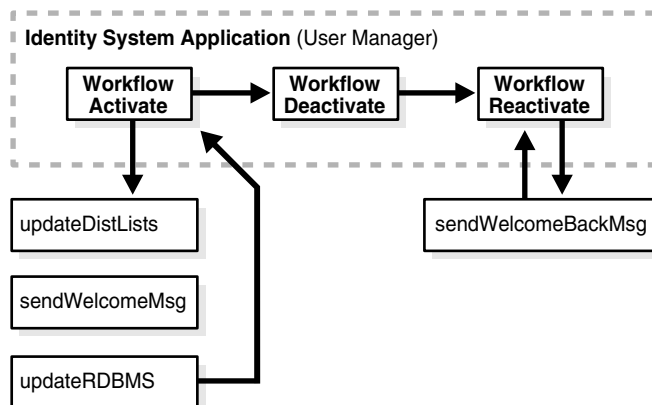 Identity System Application (User Manager)
Workflow
Activate
Workflow
Deactivate
Workflow
Reactivate
updateDistLists
sendWelcomeBackMsg
sendWelcomeMsg
updateRDBMS